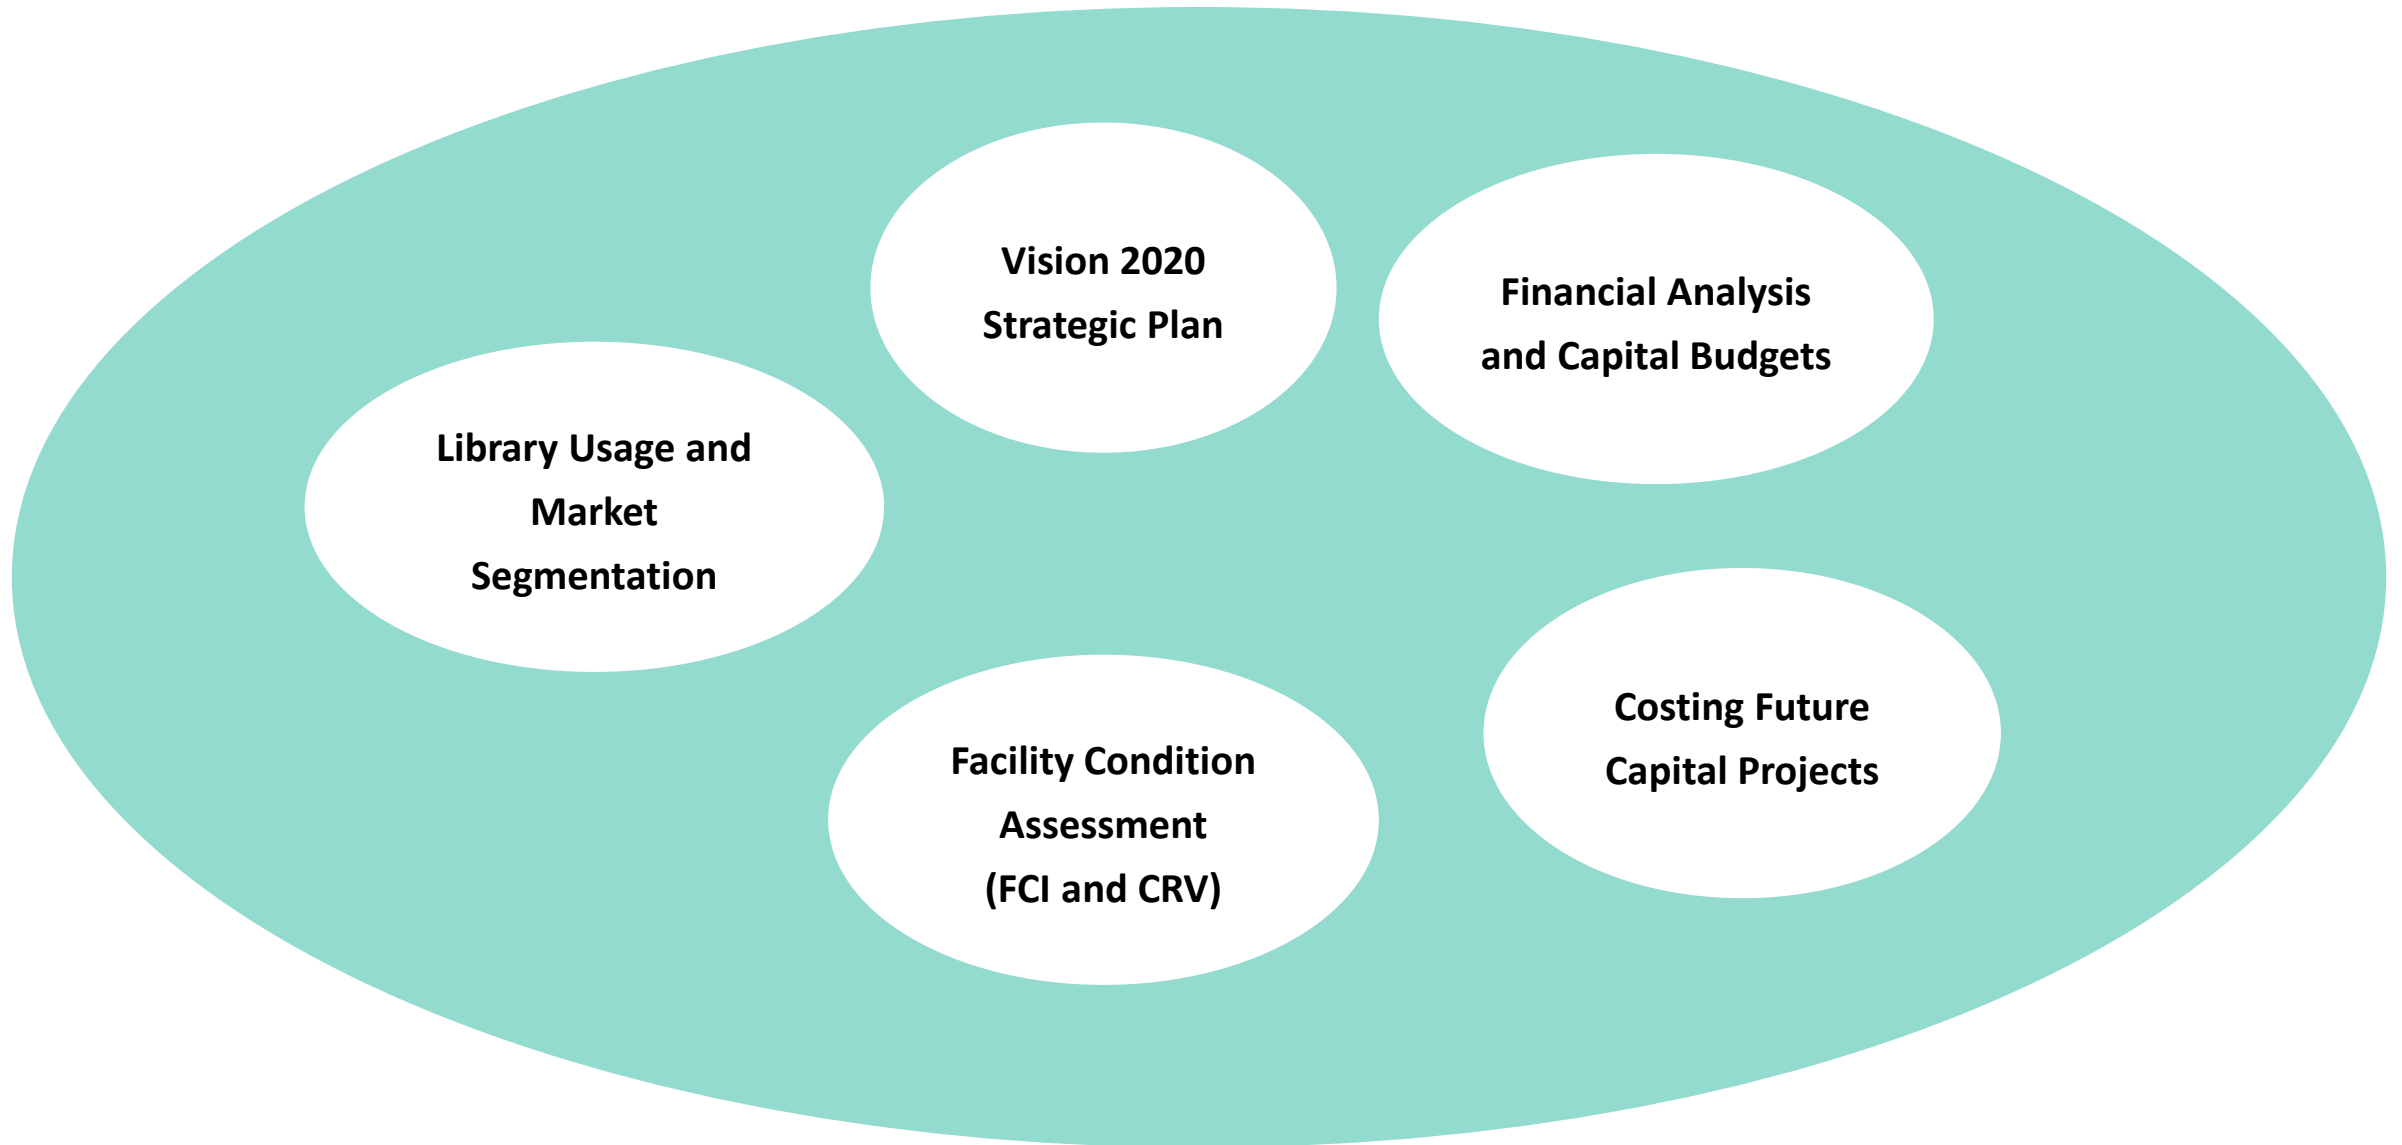 Vision 2020
Strategic Plan
Financial Analysis
and Capital Budgets
Library Usage and
Market
Segmentation
Costing Future
Capital Projects
Facility Condition
Assessment
(FCI and CRV)